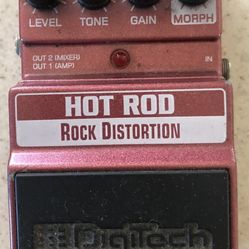 LEVEL TONE GAIN MORPH
OUT 2 (MIXER)
OUT 1 (AMP) IN
HOT ROD
ROCK DISTORTION
DigiTech